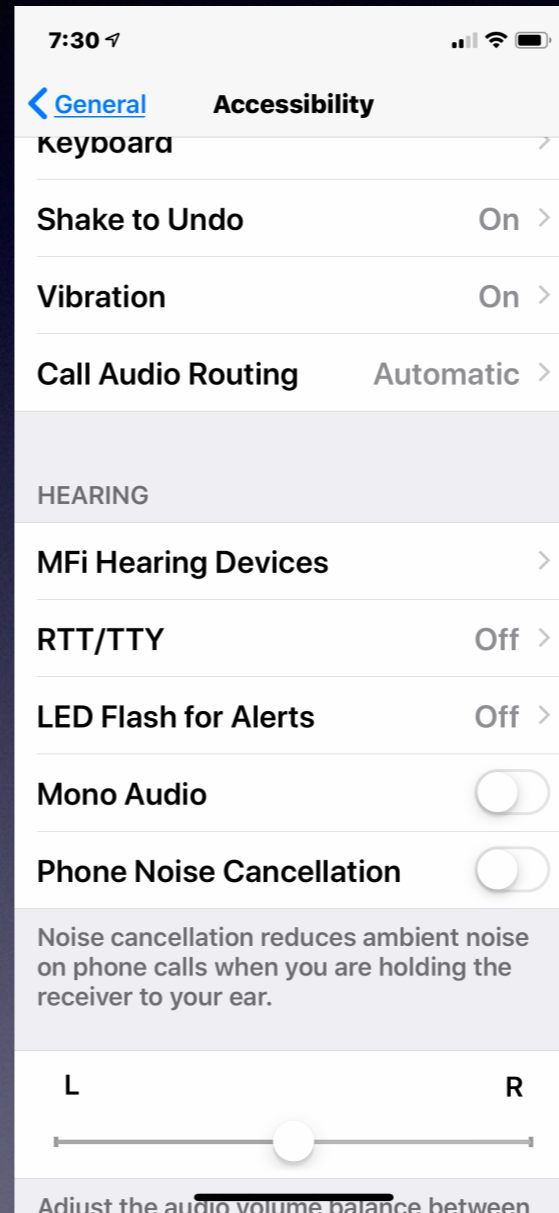 7:30
General Accessibility
Keyboard
Shake to Undo On
Vibration On
Call Audio Routing Automatic
HEARING
MFi Hearing Devices
RTT/TTY Off
LED Flash for Alerts Off
Mono Audio
Phone Noise Cancellation
Noise cancellation reduces ambient noise
on phone calls when you are holding the
receiver to your ear.
L R
Adjust the audio volume balance between